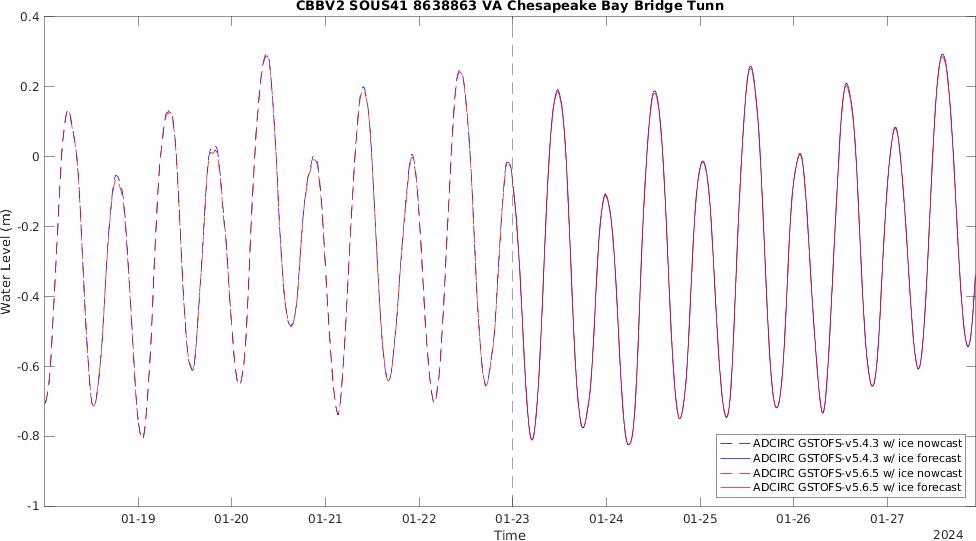 CBBV2 SOUS41 8638863 VA Chesapeake Bay Bridge Tunn
0.4
0.2
0
-0.2
-0.4
-0.6
-0.8
-1
Water Level (m)
ADCIRC GSTOFS-v5.4.3 w/ ice nowcast
ADCIRC GSTOFS-v5.4.3 w/ ice forecast
ADCIRC GSTOFS-v5.6.5 w/ ice nowcast
ADCIRC GSTOFS-v5.6.5 w/ ice forecast
01-19 01-20 01-21 01-22 01-23 01-24 01-25 01-26 01-27
Time
2024